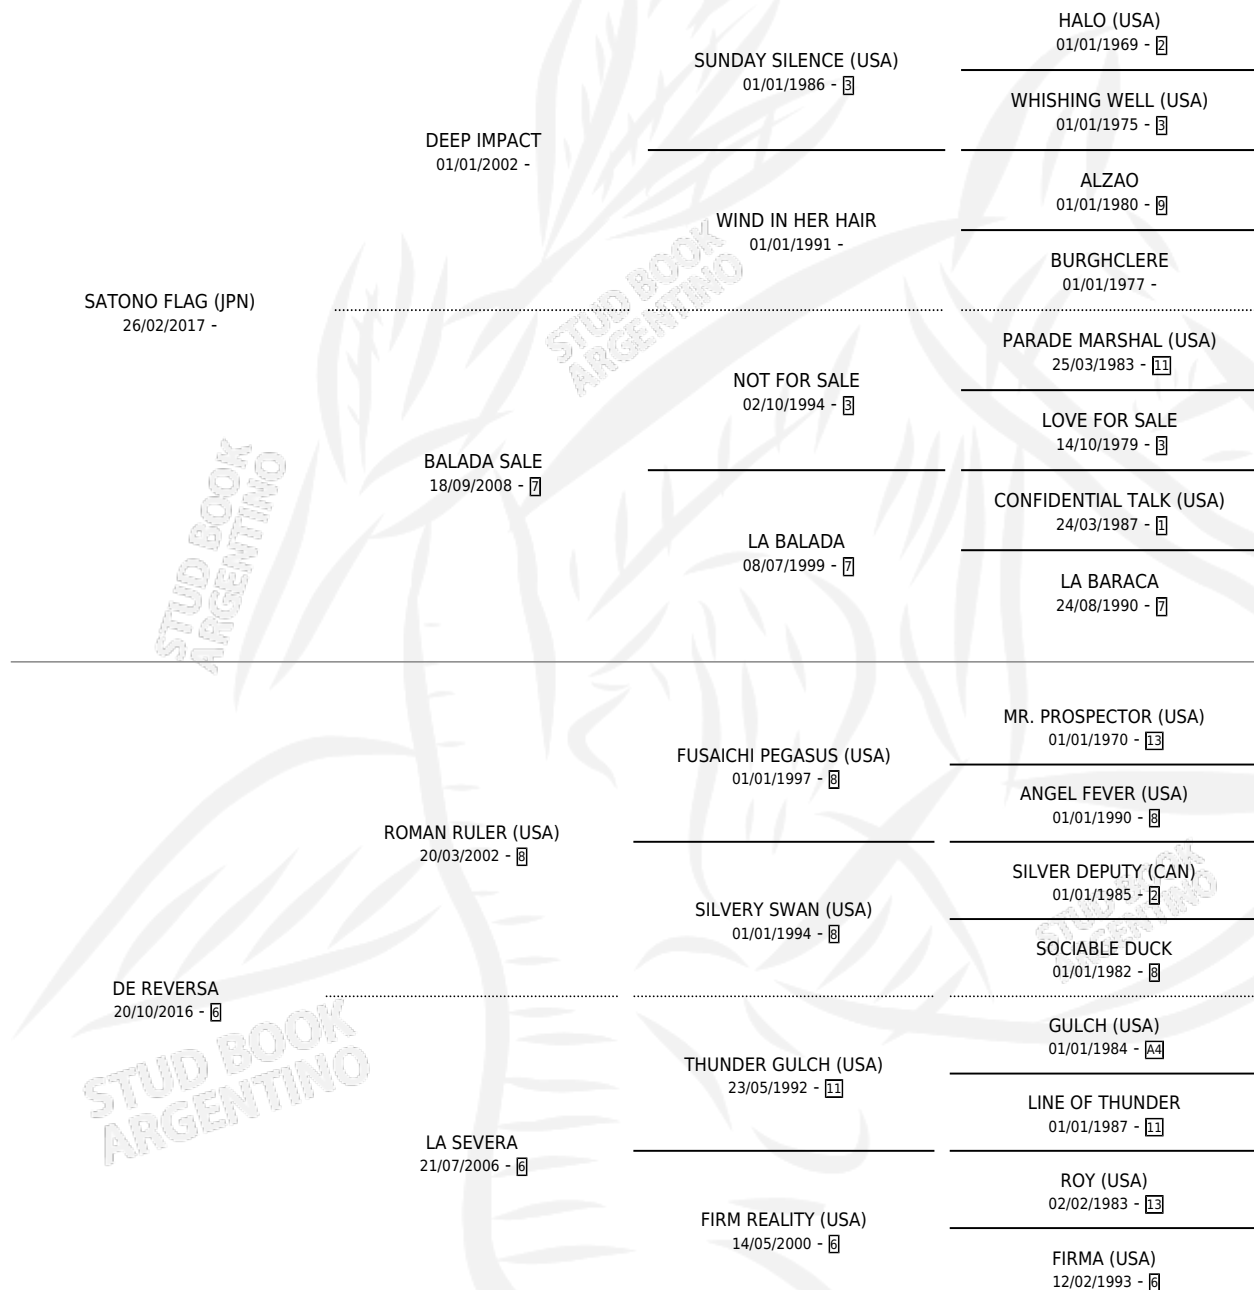 HALO (USA)
01/01/1969 - 2
SUNDAY SILENCE (USA)
01/01/1986 - 3
WHISHING WELL (USA)
01/01/1975 - 3
DEEP IMPACT
01/01/2002 -
ALZAO
01/01/1980 - 9
WIND IN HER HAIR
01/01/1991 -
BURGHCLERE
01/01/1977 -
SATONO FLAG (JPN)
26/02/2017 -
STUD BOOK
ARGENTINO
PARADE MARSHAL (USA)
25/03/1983 - 11
NOT FOR SALE
02/10/1994 - 3
LOVE FOR SALE
14/10/1979 - 3
BALADA SALE
18/09/2008 - 7
CONFIDENTIAL TALK (USA)
24/03/1987 - 1
LA BALADA
08/07/1999 - 7
LA BARACA
24/08/1990 - 7
STUD BOOK
ARGENTINO
MR. PROSPECTOR (USA)
01/01/1970 - 13
FUSAICHI PEGASUS (USA)
01/01/1997 - 8
ANGEL FEVER (USA)
01/01/1990 - 8
ROMAN RULER (USA)
20/03/2002 - 8
SILVER DEPUTY (CAN)
01/01/1985 - 2
SILVERY SWAN (USA)
01/01/1994 - 8
SOCIABLE DUCK
01/01/1982 - 8
STUD BOOK
ARGENTINO
DE REVERSA
20/10/2016 - 6
GULCH (USA)
01/01/1984 - A4
THUNDER GULCH (USA)
23/05/1992 - 11
LINE OF THUNDER
01/01/1987 - 11
STUD BOOK
ARGENTINO
LA SEVERA
21/07/2006 - 6
ROY (USA)
02/02/1983 - 13
FIRM REALITY (USA)
14/05/2000 - 6
FIRMA (USA)
12/02/1993 - 6